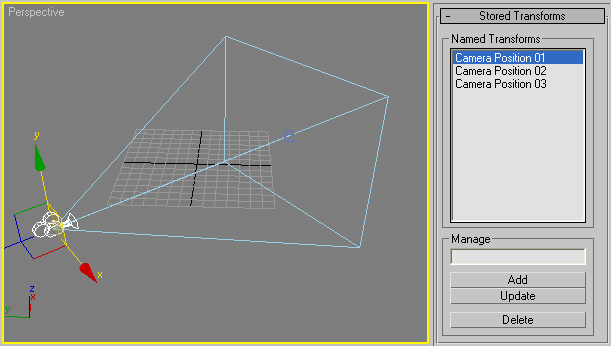 Perspective
y
x
z
x
y
- Stored Transforms
Named Transforms
Camera Position 01
Camera Position 02
Camera Position 03
Manage
Add
Update
Delete